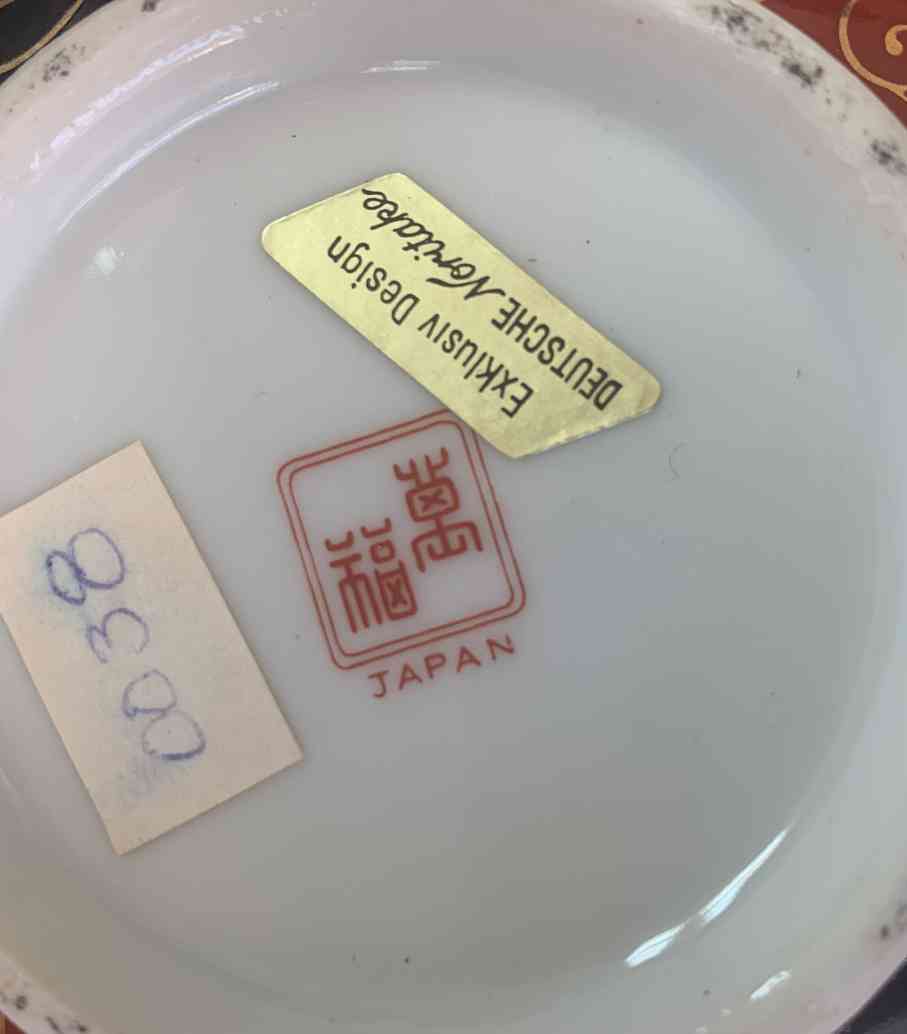 Exklusiv Design
DEUTSCHE Noritake
萬
福
JAPAN
0038